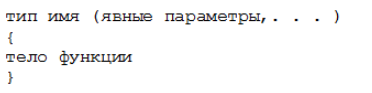 тип имя (явные параметры,. . . )
{
тело функции
}